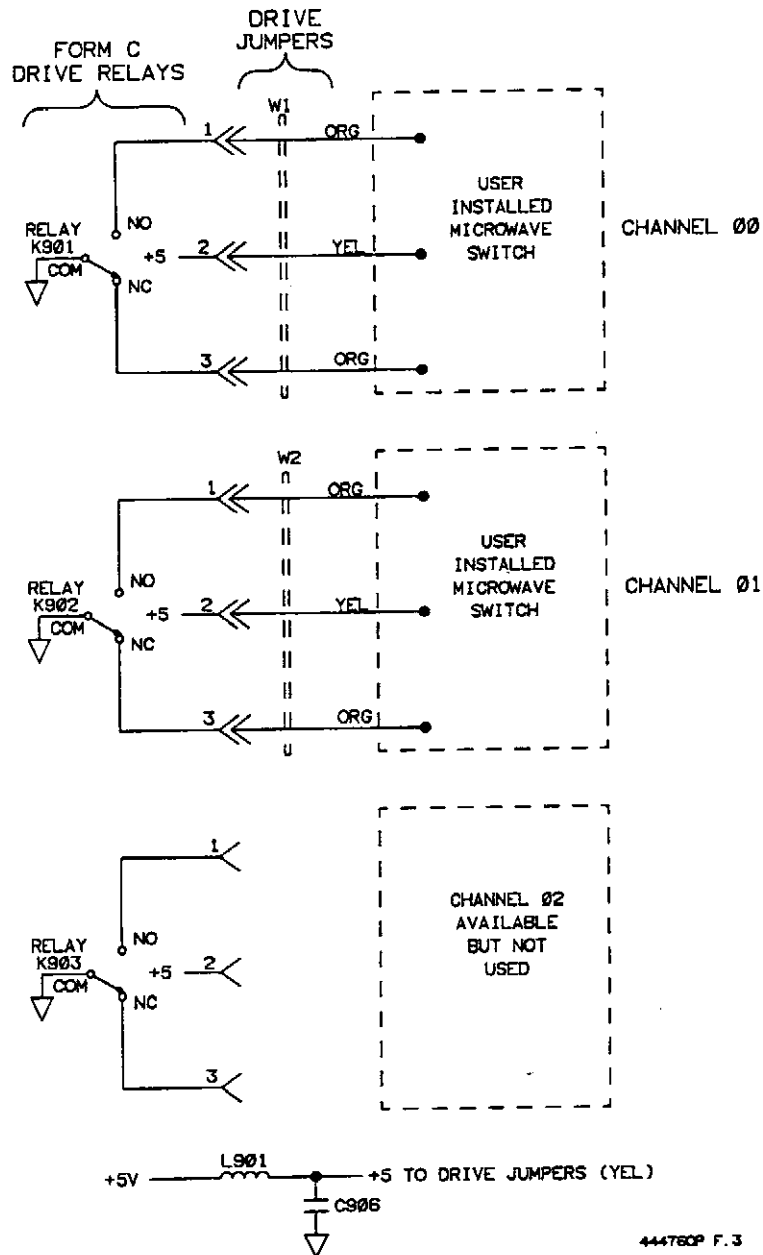 FORM C
DRIVE RELAYS
DRIVE
JUMPERS
W1
1
ORG
NO
RELAY
K901
COM
+5
2
YEL
NC
3
ORG
USER
INSTALLED
MICROWAVE
SWITCH
CHANNEL 00
W2
1
ORG
NO
RELAY
K902
COM
+5
2
YEL
NC
3
ORG
USER
INSTALLED
MICROWAVE
SWITCH
CHANNEL 01
1
NO
RELAY
K903
COM
+5
2
NC
3
CHANNEL 02
AVAILABLE
BUT NOT
USED
+5V
L901
+5 TO DRIVE JUMPERS (YEL)
C906
44476OP F.3